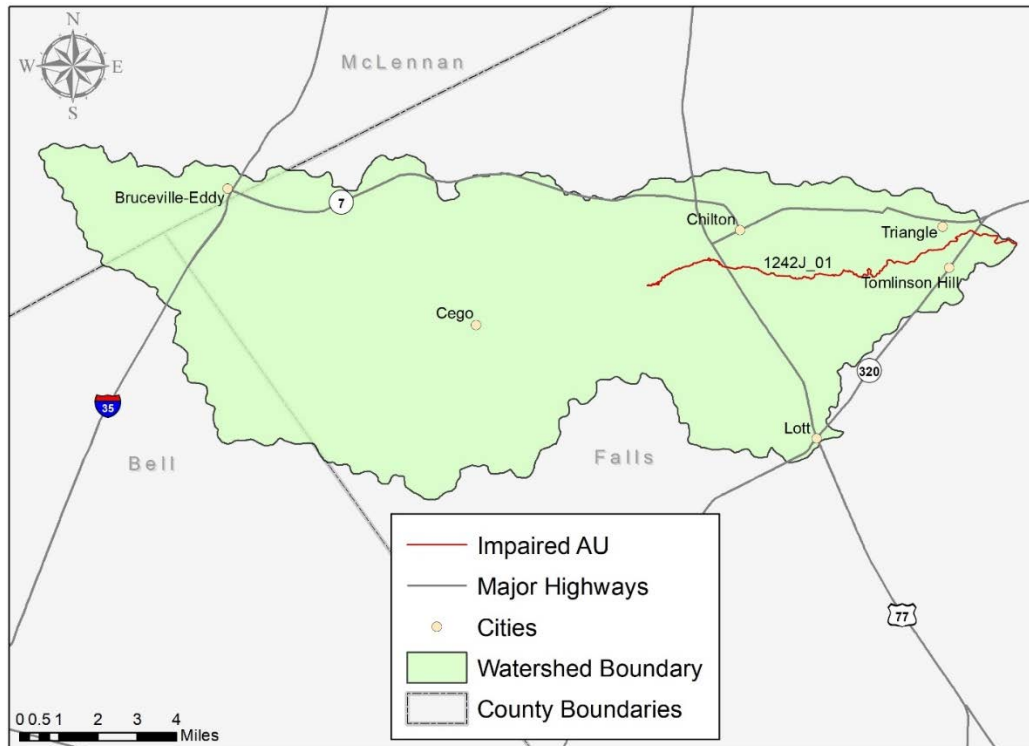 N
W E
S
McLennan
Bruceville-Eddy
7
Chilton
Triangle
1242J_01
Tomlinson Hill
Cego
320
35
Lott
Bell
Falls
Impaired AU
Major Highways
Cities
Watershed Boundary
County Boundaries
77
0 0.5 1 2 3 4
Miles